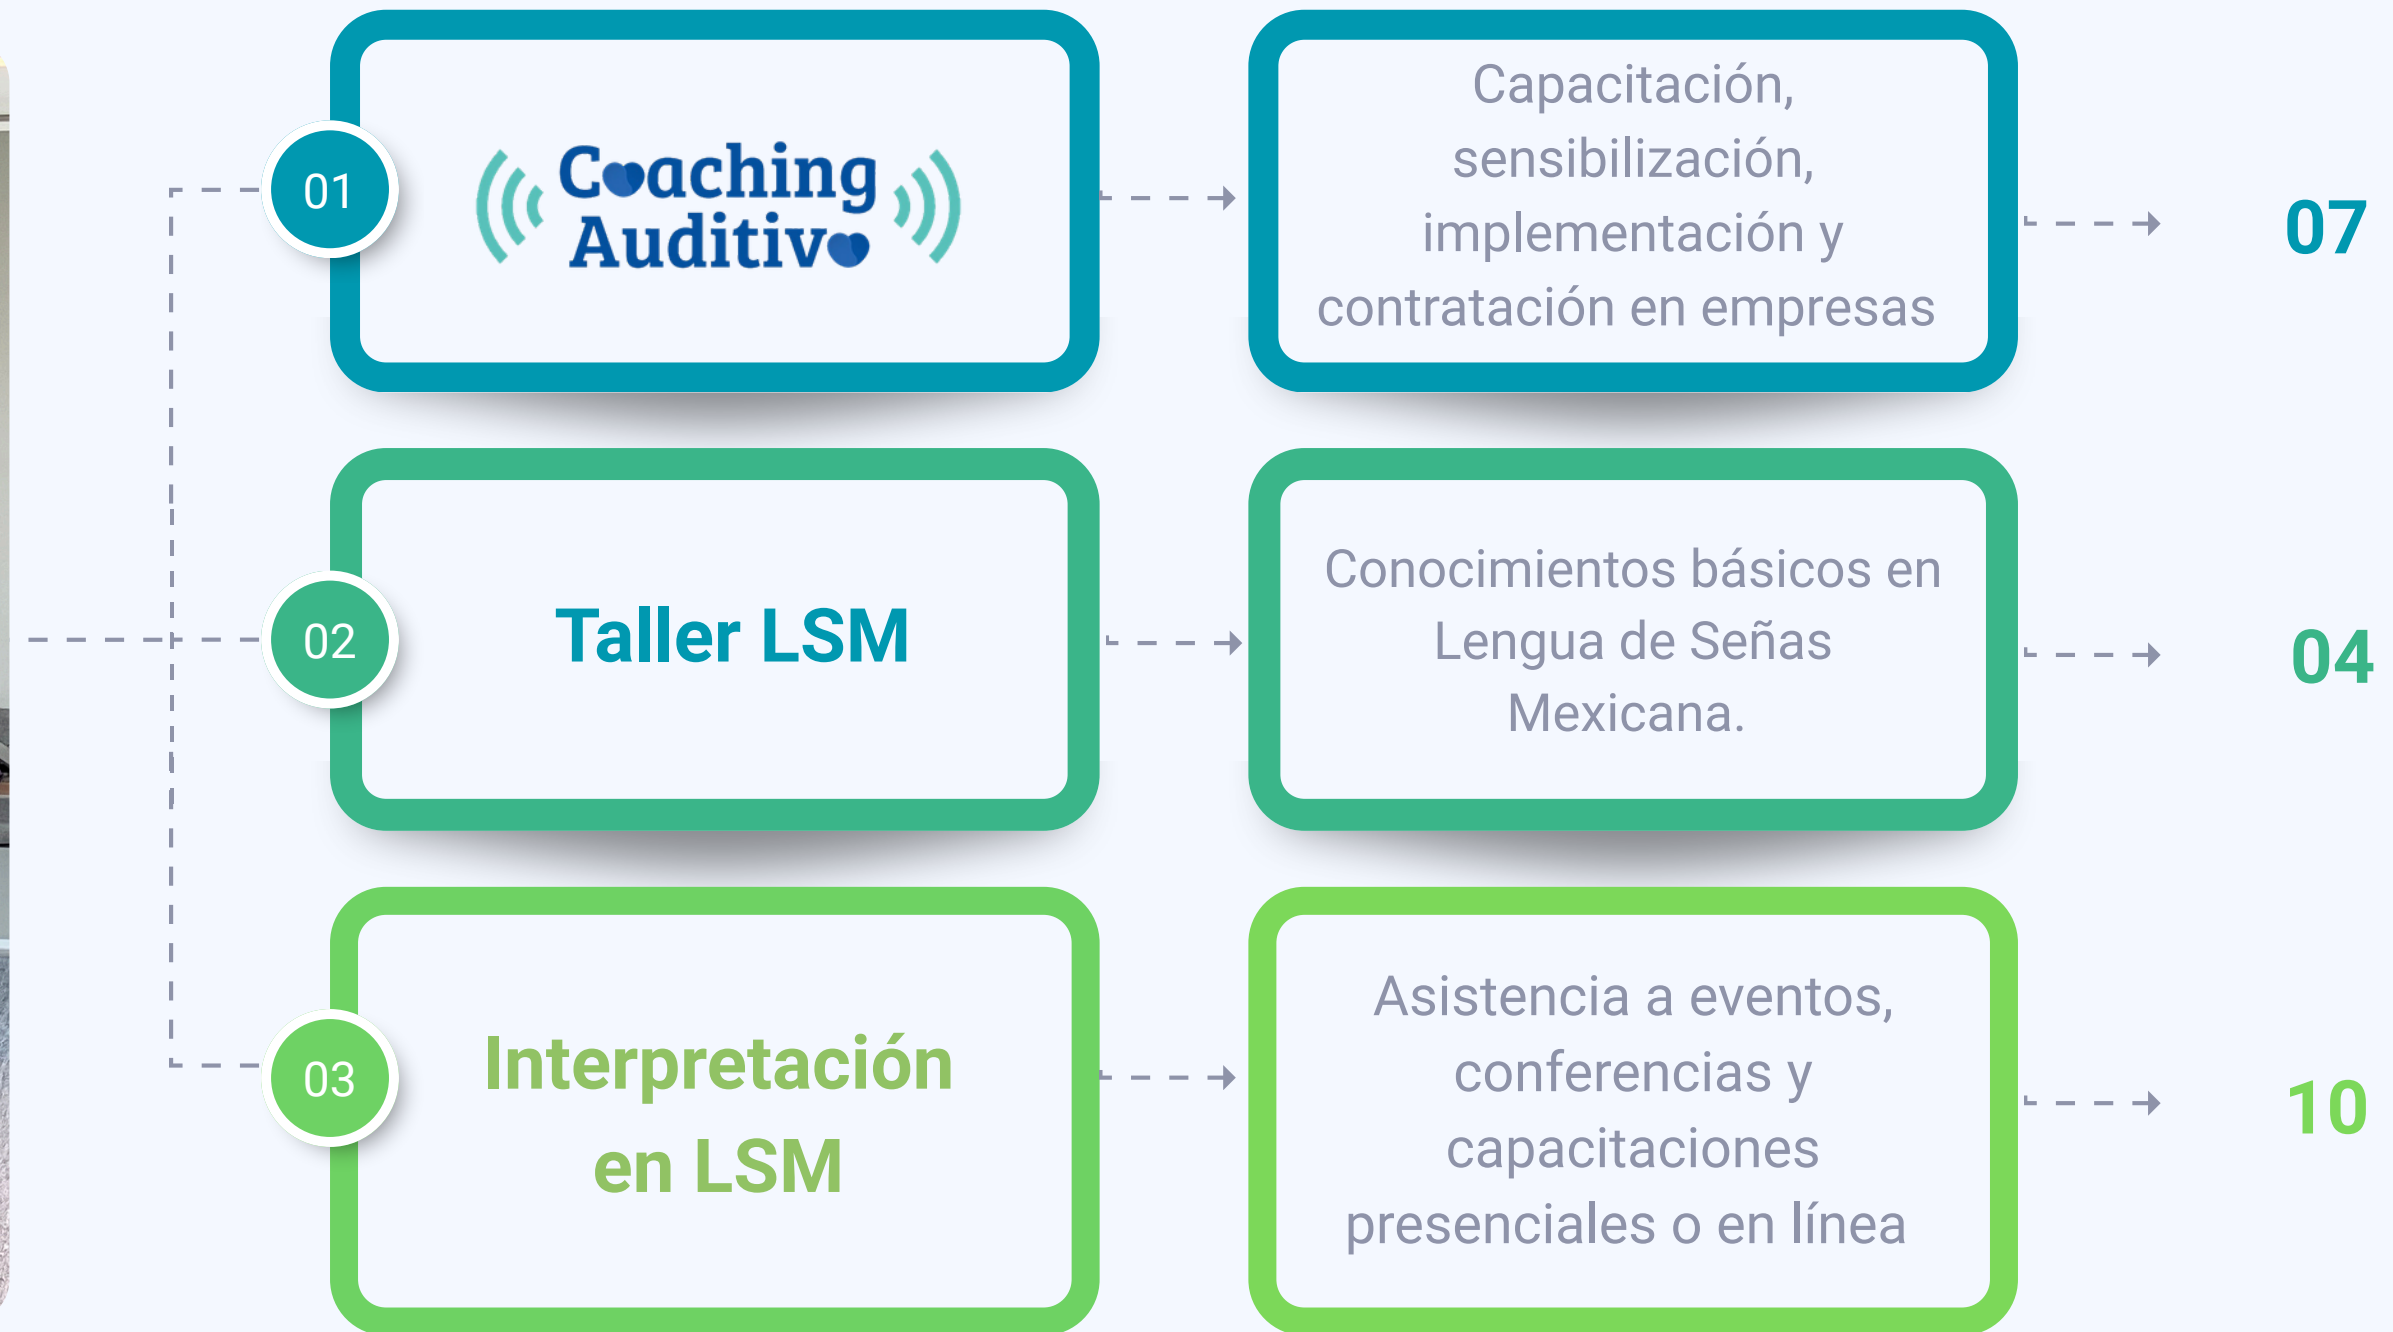 01
Coaching
Auditivo
Capacitación,
sensibilización,
implementación y
contratación en empresas
07
02
Taller LSM
Conocimientos básicos en
Lengua de Señas
Mexicana.
04
03
Interpretación
en LSM
Asistencia a eventos,
conferencias y
capacitaciones
presenciales o en línea
10